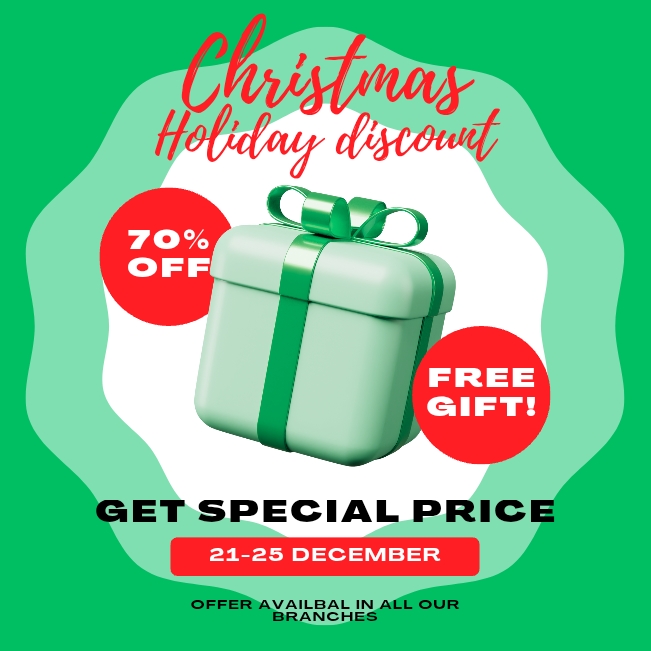 Christmas
Holiday discount
70%
OFF
FREE
GIFT!
GET SPECIAL PRICE
21-25 DECEMBER
OFFER AVAILBAL IN ALL OUR
BRANCHES